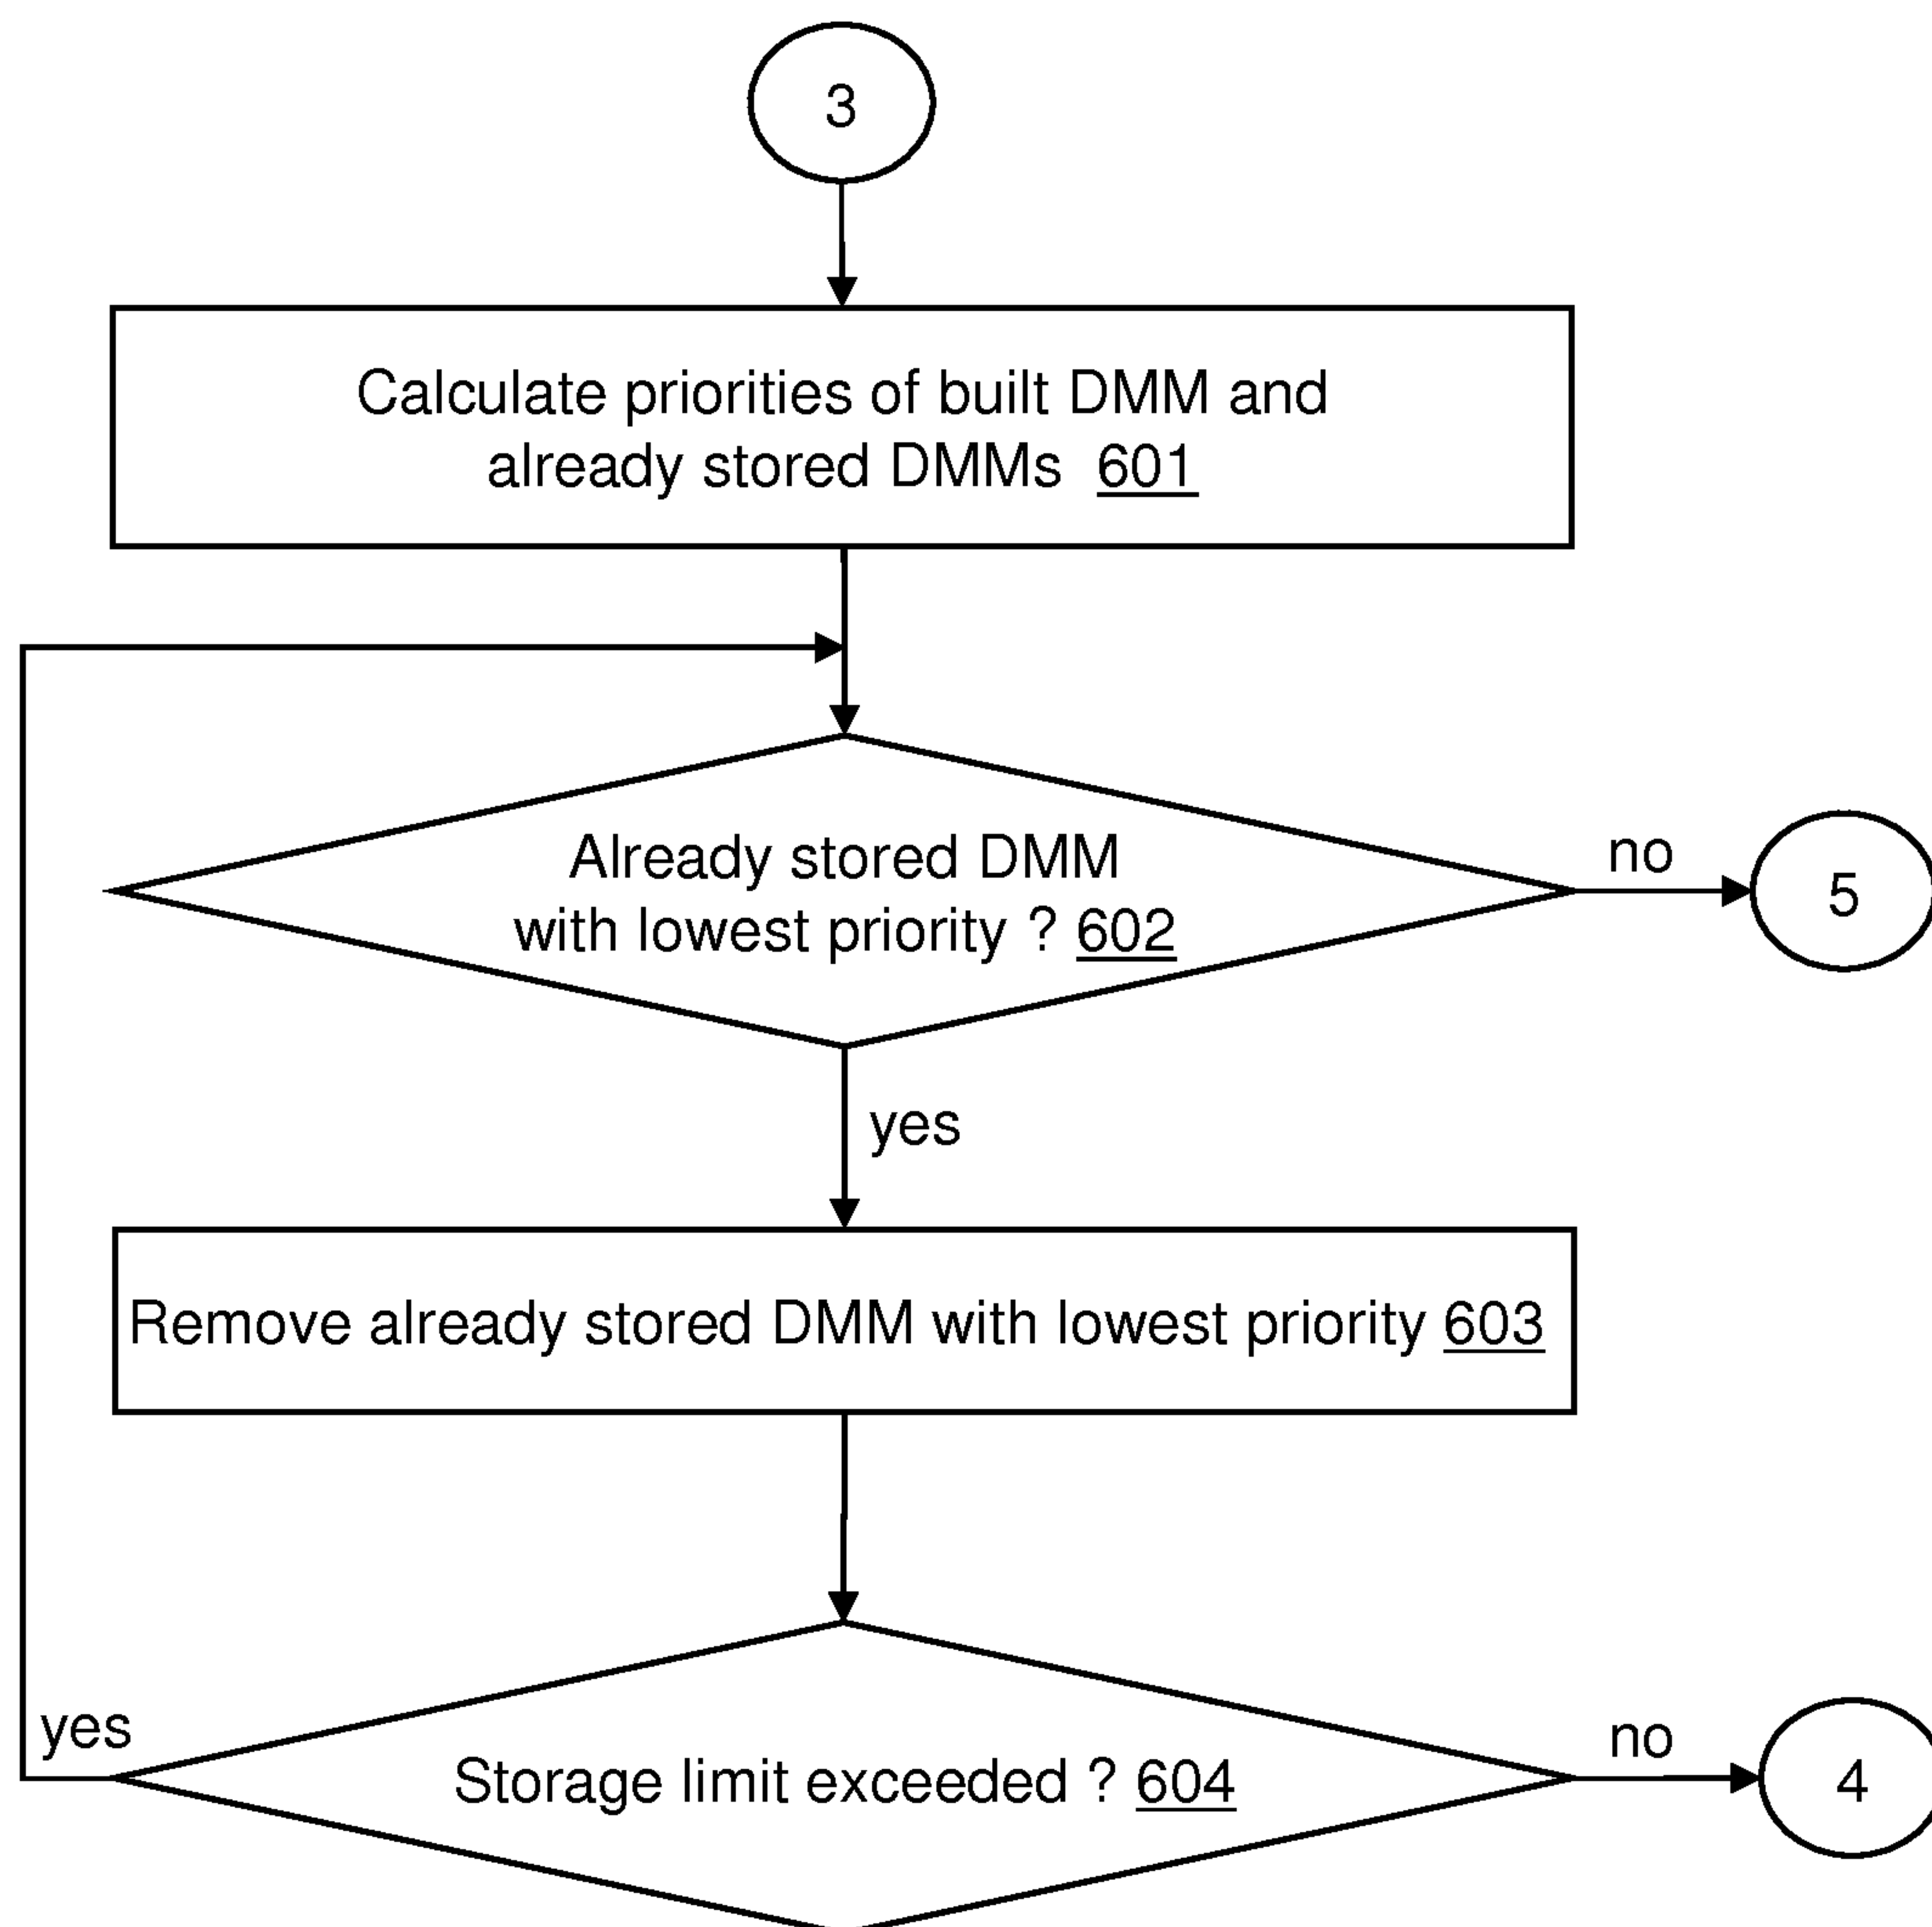 3
Calculate priorities of built DMM and
already stored DMMs 601
Already stored DMM
with lowest priority ? 602
no
5
yes
Remove already stored DMM with lowest priority 603
yes
Storage limit exceeded ? 604
no
4